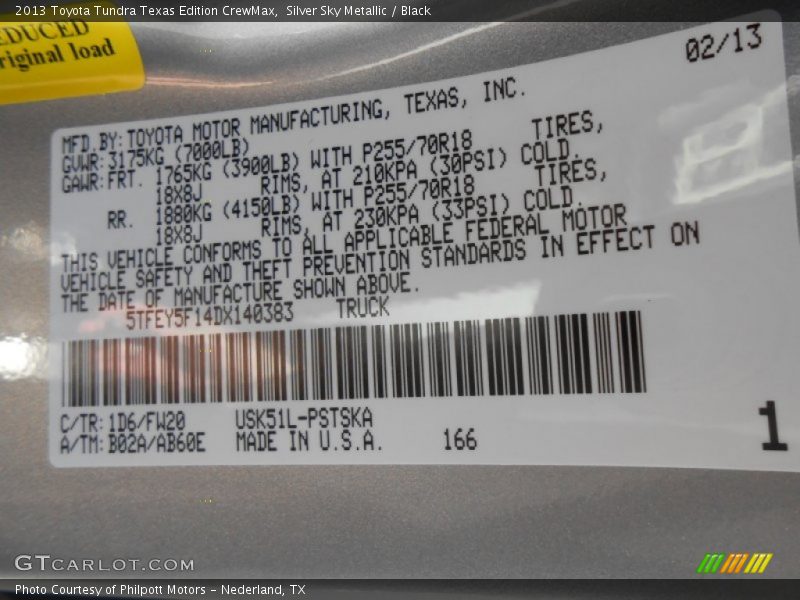 2013 Toyota Tundra Texas Edition CrewMax, Silver Sky Metallic / Black
EDUCED
riginal load
02/13
MFD.BY:TOYOTA MOTOR MANUFACTURING, TEXAS, INC.
GVWR:3175KG (7000LB)
GAWR:FRT. 1765KG (3900LB) WITH P255/70R18 TIRES,
18X8J RIMS, AT 210KPA (30PSI) COLD.
RR. 1880KG (4150LB) WITH P255/70R18 TIRES,
18X8J RIMS, AT 230KPA (33PSI) COLD.
THIS VEHICLE CONFORMS TO ALL APPLICABLE FEDERAL MOTOR
VEHICLE SAFETY AND THEFT PREVENTION STANDARDS IN EFFECT ON
THE DATE OF MANUFACTURE SHOWN ABOVE.
5TFEY5F14DX140383 TRUCK
C/TR:1D6/FW20 USK51L-PSTSKA
A/TM:B02A/AB60E MADE IN U.S.A. 166
1
GTCARLOT.COM
Photo Courtesy of Philpott Motors - Nederland, TX